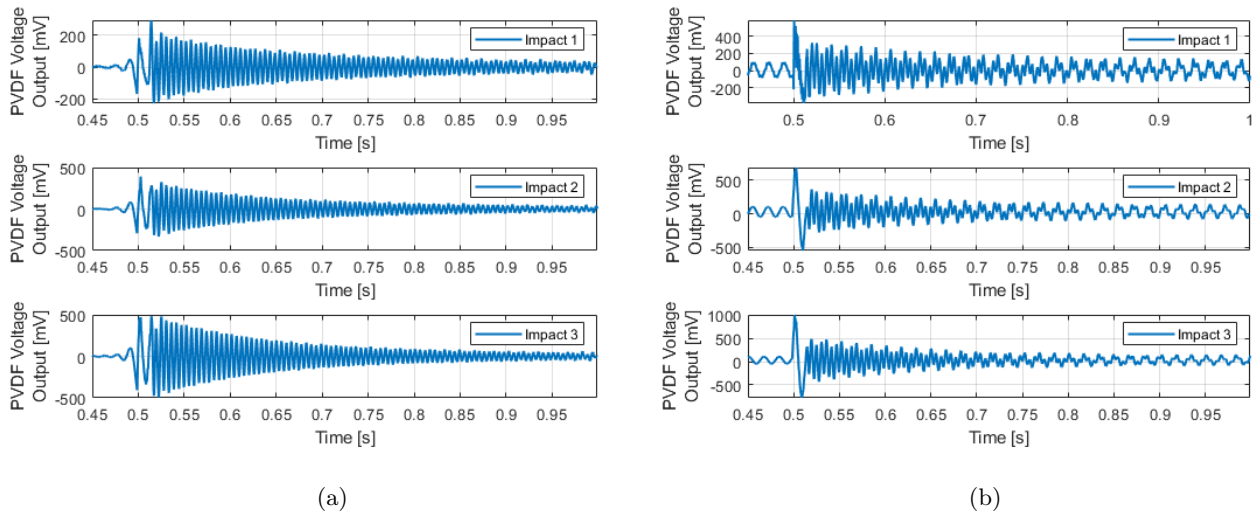 PVDF Voltage
Output [mV]
200
0
-200
Impact 1
0.45 0.5 0.55 0.6 0.65 0.7 0.75 0.8 0.85 0.9 0.95
Time [s]
PVDF Voltage
Output [mV]
500
0
-500
Impact 2
0.45 0.5 0.55 0.6 0.65 0.7 0.75 0.8 0.85 0.9 0.95
Time [s]
PVDF Voltage
Output [mV]
500
0
-500
Impact 3
0.45 0.5 0.55 0.6 0.65 0.7 0.75 0.8 0.85 0.9 0.95
Time [s]
(a)
PVDF Voltage
Output [mV]
400
200
0
-200
Impact 1
0.5 0.6 0.7 0.8 0.9 1
Time [s]
PVDF Voltage
Output [mV]
500
0
-500
Impact 2
0.45 0.5 0.55 0.6 0.65 0.7 0.75 0.8 0.85 0.9 0.95
Time [s]
PVDF Voltage
Output [mV]
1000
500
0
-500
Impact 3
0.45 0.5 0.55 0.6 0.65 0.7 0.75 0.8 0.85 0.9 0.95
Time [s]
(b)